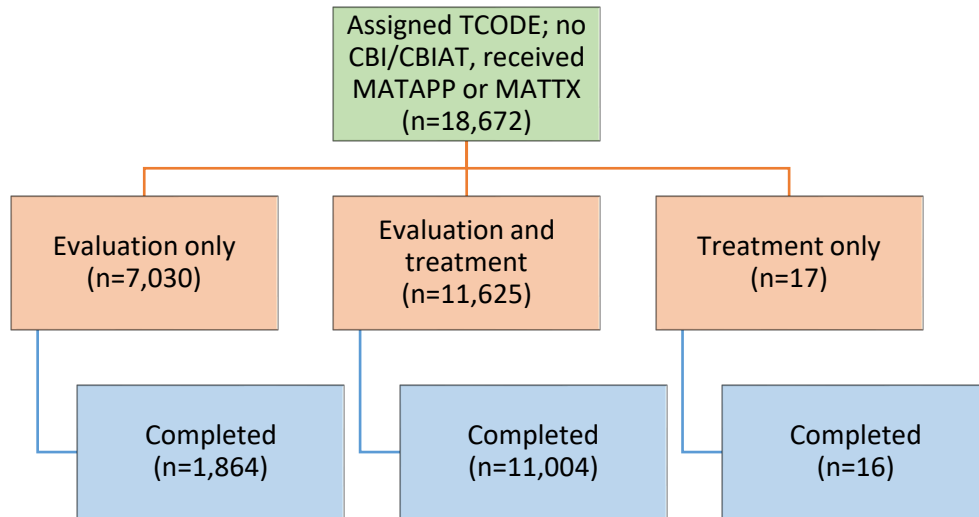 Assigned TCODE; no
CBI/CBIAT, received
MATAPP or MATTX
(n=18,672)
Evaluation only
(n=7,030)
Evaluation and
treatment
(n=11,625)
Treatment only
(n=17)
Completed
(n=1,864)
Completed
(n=11,004)
Completed
(n=16)